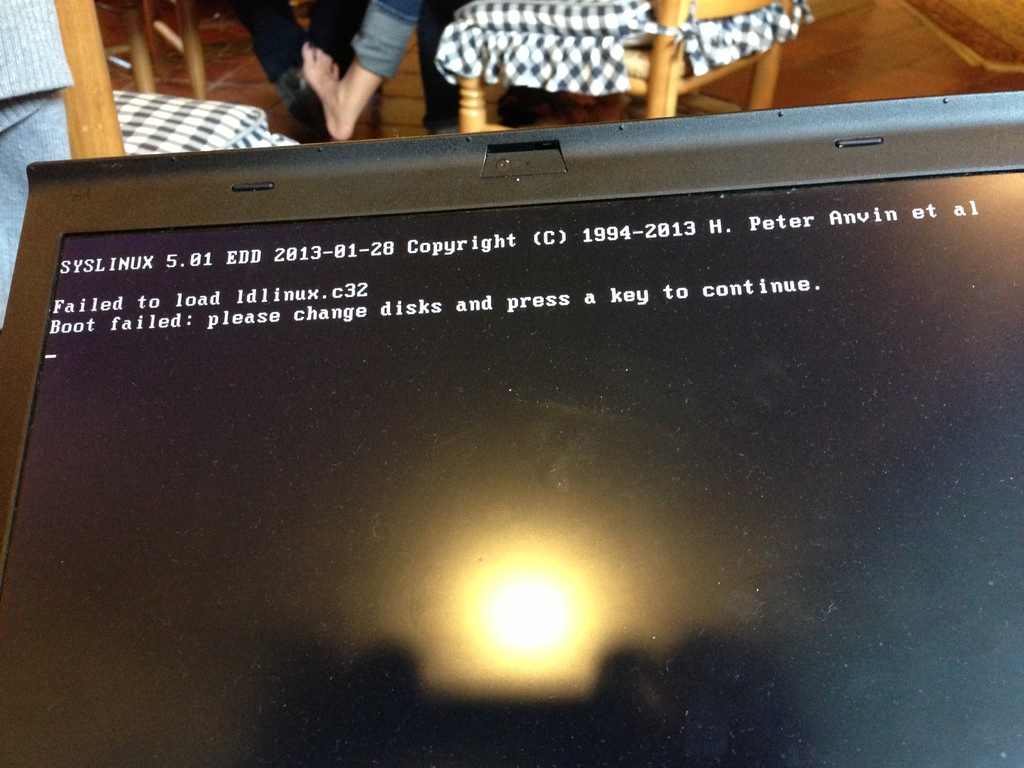 SYSLINUX 5.01 EDD 2013-01-28 Copyright (C) 1994-2013 H. Peter Anvin et al
Failed to load ldlinux.c32
Boot failed: please change disks and press a key to continue.